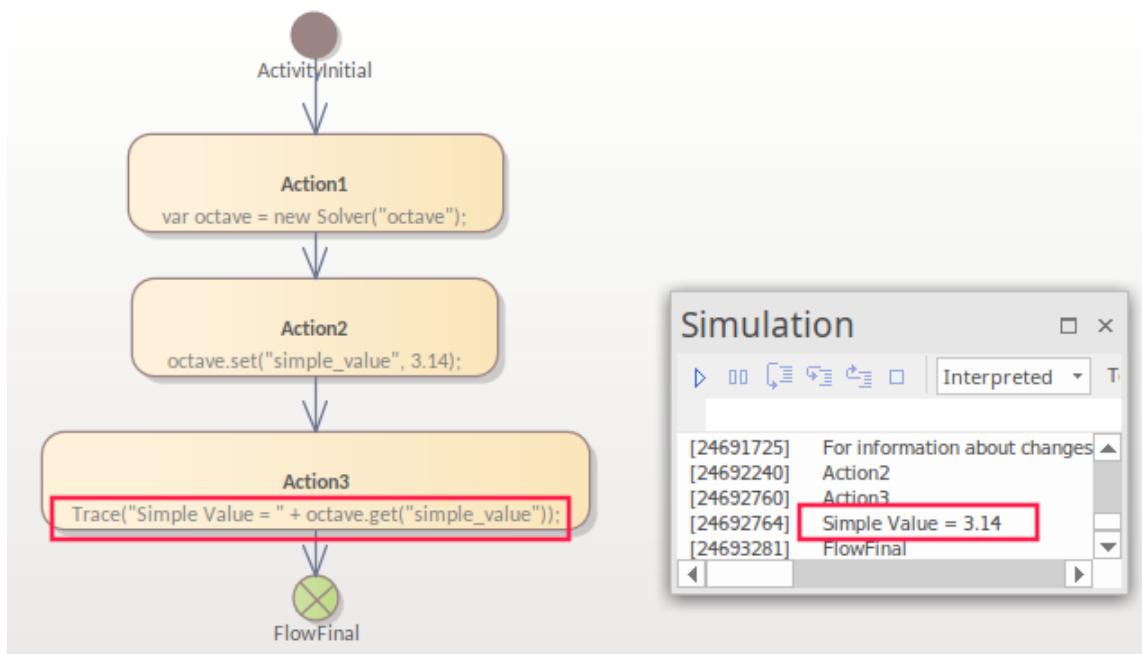 ActivityInitial
Action1
var octave = new Solver("octave");
Action2
octave.set("simple_value", 3.14);
Action3
Trace("Simple Value = " + octave.get("simple_value"));
FlowFinal
Simulation
Interpreted
[24691725] For information about changes
[24692240] Action2
[24692760] Action3
[24692764] Simple Value = 3.14
[24693281] FlowFinal